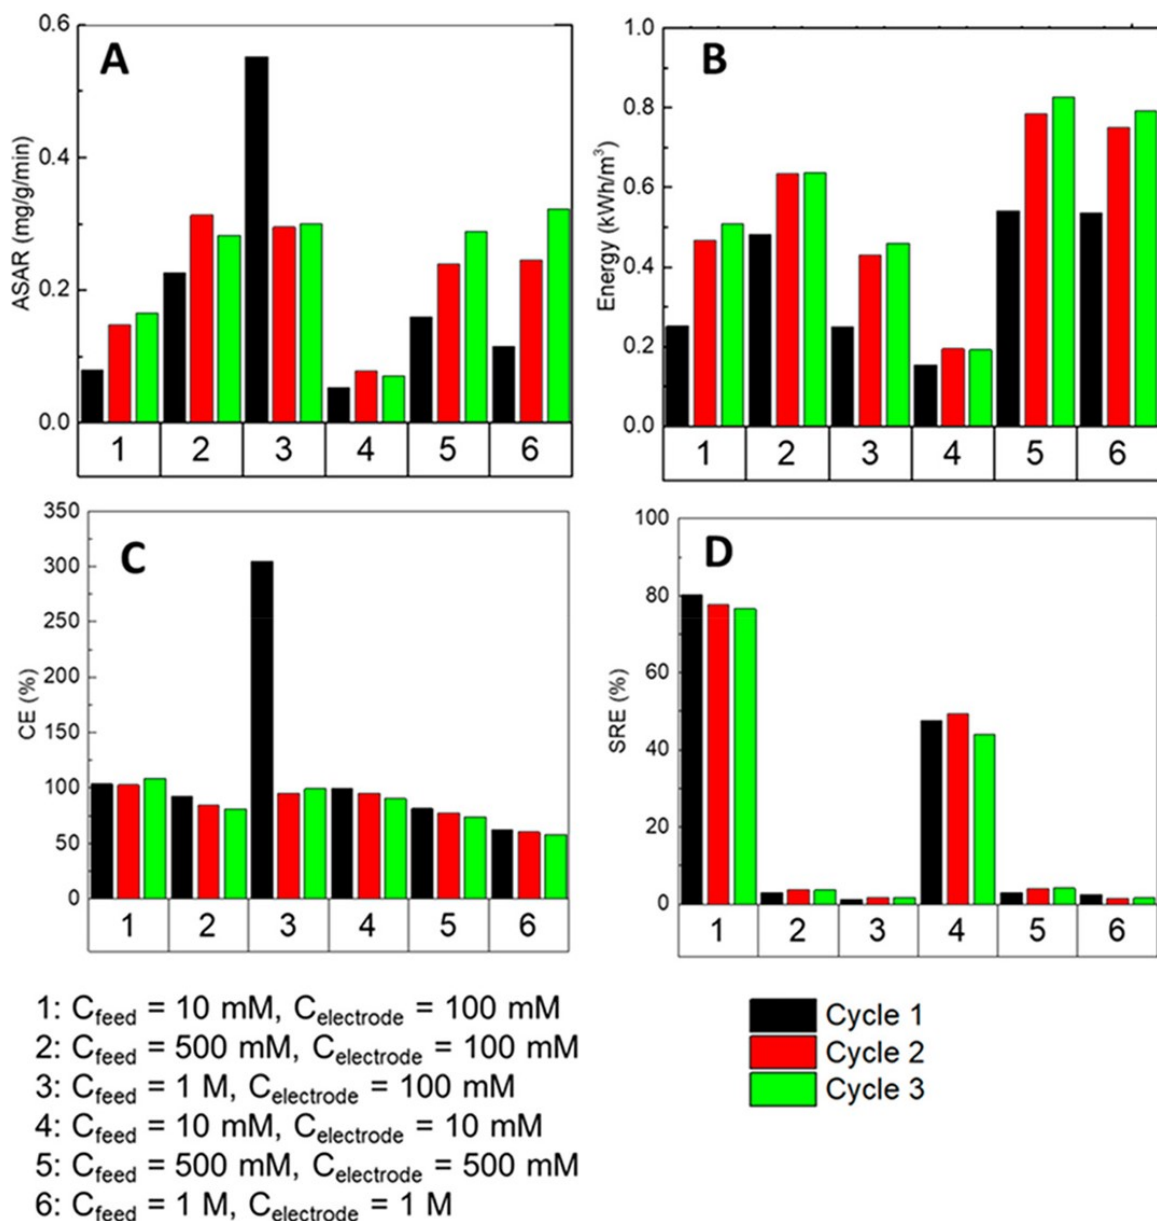 A
ASAR (mg/g/min)
0.6
0.4
0.2
0.0
1 2 3 4 5 6
B
Energy (kWh/m³)
1.0
0.8
0.6
0.4
0.2
0.0
1 2 3 4 5 6
C
CE (%)
350
300
250
200
150
100
50
0
1 2 3 4 5 6
D
SRE (%)
100
80
60
40
20
0
1 2 3 4 5 6
1: Cfeed = 10 mM, Celectrode = 100 mM
2: Cfeed = 500 mM, Celectrode = 100 mM
3: Cfeed = 1 M, Celectrode = 100 mM
4: Cfeed = 10 mM, Celectrode = 10 mM
5: Cfeed = 500 mM, Celectrode = 500 mM
6: Cfeed = 1 M, Celectrode = 1 M
Cycle 1
Cycle 2
Cycle 3